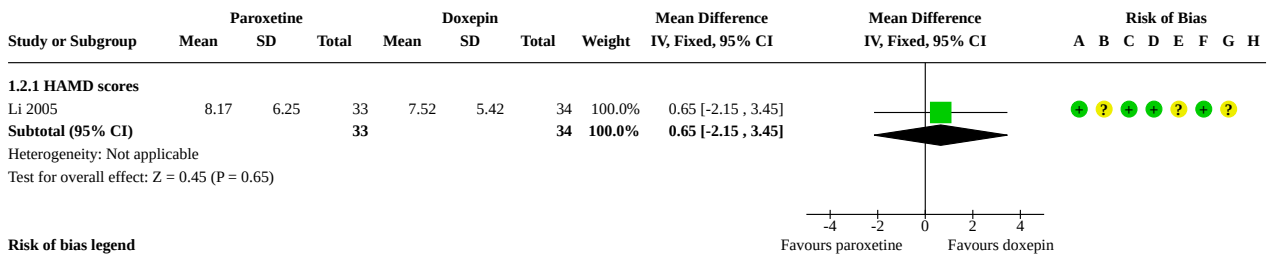 Paroxetine Doxepin Mean Difference Mean Difference Risk of Bias
Study or Subgroup Mean SD Total Mean SD Total Weight IV, Fixed, 95% CI IV, Fixed, 95% CI A B C D E F G H
1.2.1 HAMD scores
Li 2005 8.17 6.25 33 7.52 5.42 34 100.0% 0.65 [-2.15 , 3.45] + ? + + ? + ?
Subtotal (95% CI) 33 34 100.0% 0.65 [-2.15 , 3.45]
Heterogeneity: Not applicable
Test for overall effect: Z = 0.45 (P = 0.65)
-4 -2 0 2 4
Risk of bias legend Favours paroxetine Favours doxepin